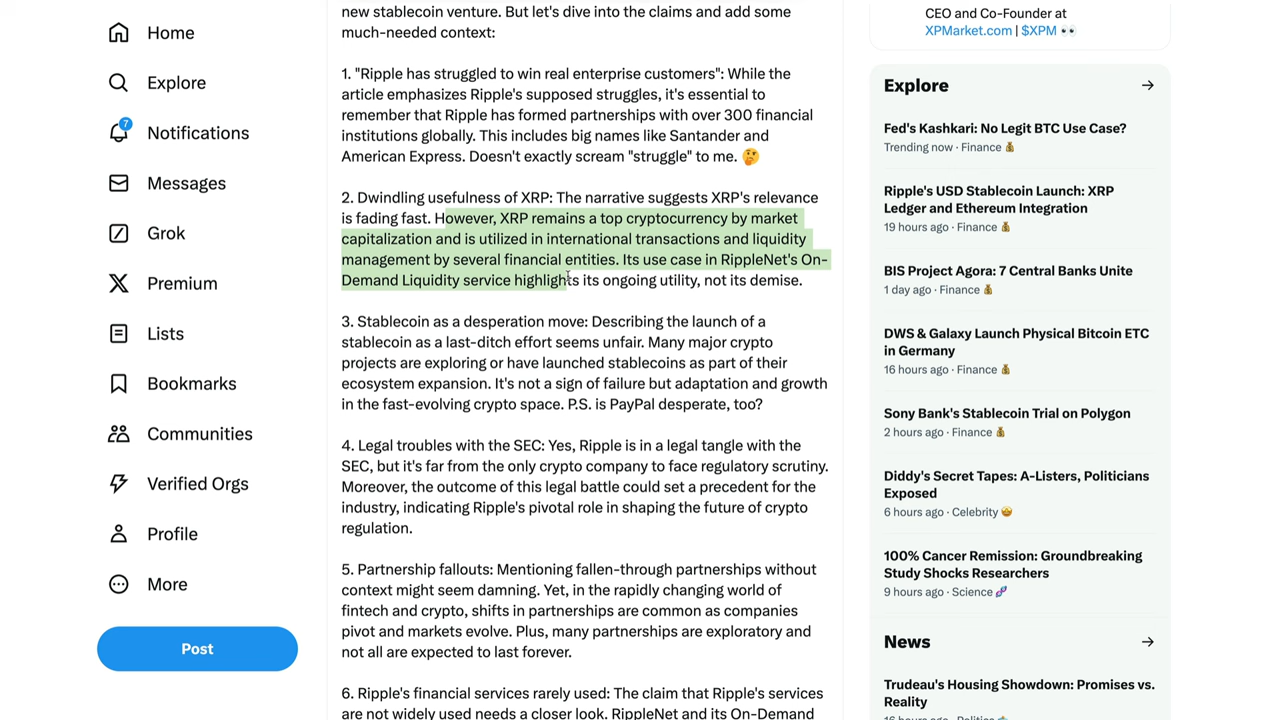 Home
Explore
7
Notifications
Messages
Grok
Premium
Lists
Bookmarks
Communities
Verified Orgs
Profile
More
Post
new stablecoin venture. But let's dive into the claims and add some
much-needed context:
1. "Ripple has struggled to win real enterprise customers": While the
article emphasizes Ripple's supposed struggles, it's essential to
remember that Ripple has formed partnerships with over 300 financial
institutions globally. This includes big names like Santander and
American Express. Doesn't exactly scream "struggle" to me. 🤔
2. Dwindling usefulness of XRP: The narrative suggests XRP's relevance
is fading fast. However, XRP remains a top cryptocurrency by market
capitalization and is utilized in international transactions and liquidity
management by several financial entities. Its use case in RippleNet's On-
Demand Liquidity service highlights its ongoing utility, not its demise.
3. Stablecoin as a desperation move: Describing the launch of a
stablecoin as a last-ditch effort seems unfair. Many major crypto
projects are exploring or have launched stablecoins as part of their
ecosystem expansion. It's not a sign of failure but adaptation and growth
in the fast-evolving crypto space. P.S. is PayPal desperate, too?
4. Legal troubles with the SEC: Yes, Ripple is in a legal tangle with the
SEC, but it's far from the only crypto company to face regulatory scrutiny.
Moreover, the outcome of this legal battle could set a precedent for the
industry, indicating Ripple's pivotal role in shaping the future of crypto
regulation.
5. Partnership fallouts: Mentioning fallen-through partnerships without
context might seem damning. Yet, in the rapidly changing world of
fintech and crypto, shifts in partnerships are common as companies
pivot and markets evolve. Plus, many partnerships are exploratory and
not all are expected to last forever.
6. Ripple's financial services rarely used: The claim that Ripple's services
are not widely used needs a closer look. RippleNet and its On-Demand
CEO and Co-Founder at
XPMarket.com | $XPM 👀
Explore
Fed's Kashkari: No Legit BTC Use Case?
Trending now · Finance 💰
Ripple's USD Stablecoin Launch: XRP
Ledger and Ethereum Integration
19 hours ago · Finance 💰
BIS Project Agora: 7 Central Banks Unite
1 day ago · Finance 💰
DWS & Galaxy Launch Physical Bitcoin ETC
in Germany
16 hours ago · Finance 💰
Sony Bank's Stablecoin Trial on Polygon
2 hours ago · Finance 💰
Diddy's Secret Tapes: A-Listers, Politicians
Exposed
6 hours ago · Celebrity 🤩
100% Cancer Remission: Groundbreaking
Study Shocks Researchers
9 hours ago · Science 🧬
News
Trudeau's Housing Showdown: Promises vs.
Reality
16 hours ago · Politics